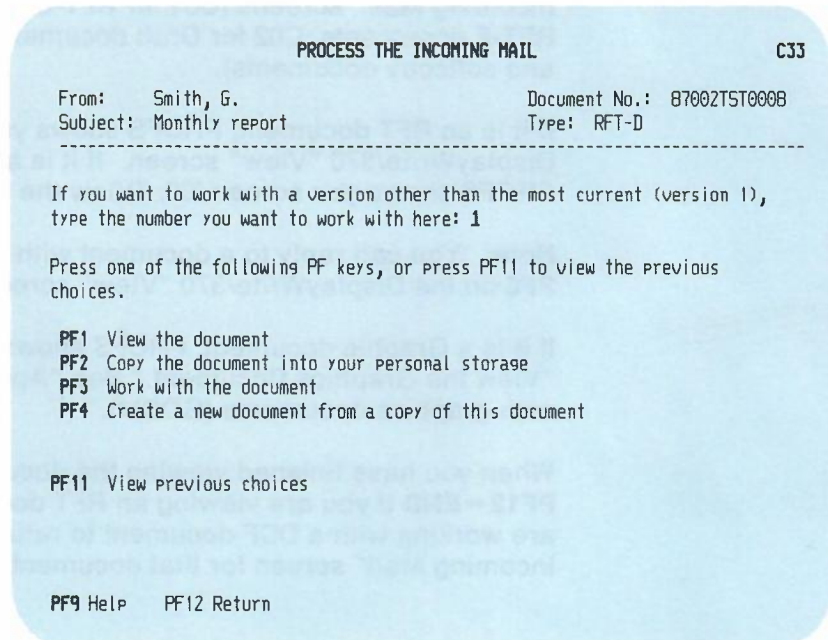 PROCESS THE INCOMING MAIL C33
From: Smith, G. Document No.: 87002TST0008
Subject: Monthly report Type: RFT-D
If you want to work with a version other than the most current (version 1),
type the number you want to work with here: 1
Press one of the following PF keys, or press PF11 to view the previous
choices.
PF1 View the document
PF2 Copy the document into your personal storage
PF3 Work with the document
PF4 Create a new document from a copy of this document
PF11 View previous choices
PF9 Help PF12 Return